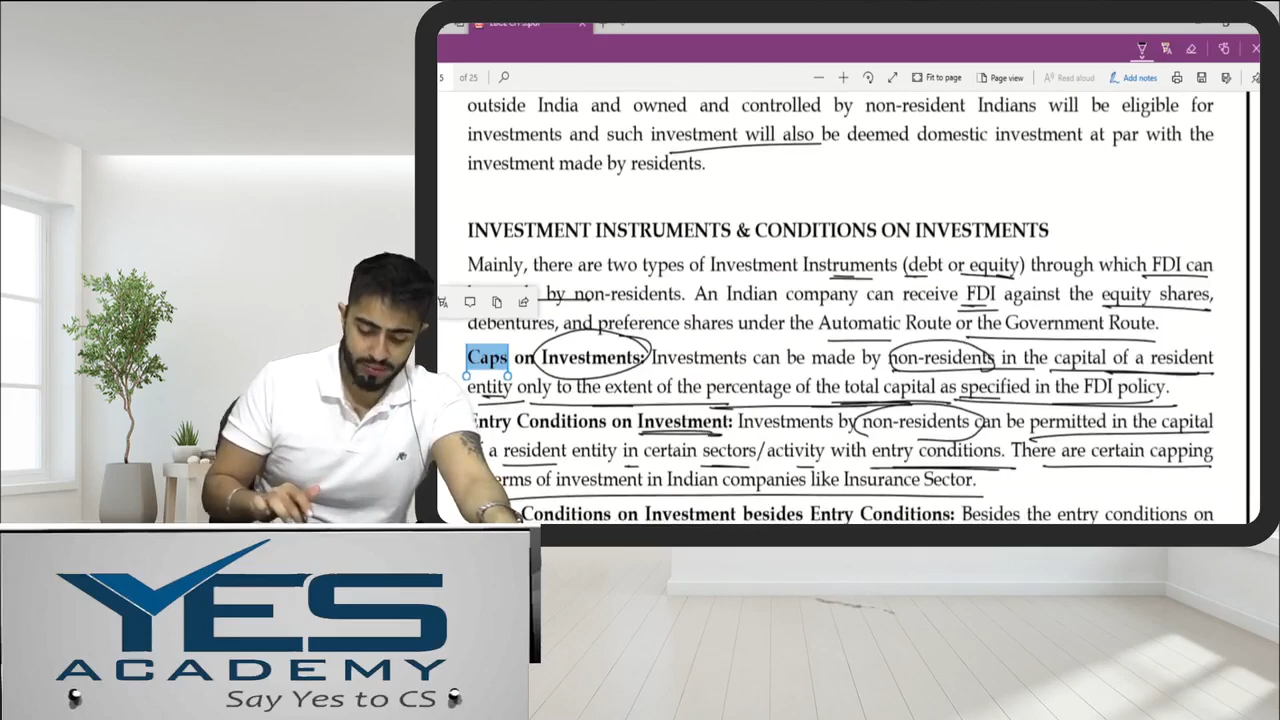 of 25
Fit to page
Page view
Read aloud
Add notes
outside India and owned and controlled by non-resident Indians will be eligible for
investments and such investment will also be deemed domestic investment at par with the
investment made by residents.
INVESTMENT INSTRUMENTS & CONDITIONS ON INVESTMENTS
Mainly, there are two types of Investment Instruments (debt or equity) through which FDI can
by non-residents. An Indian company can receive FDI against the equity shares,
debentures, and preference shares under the Automatic Route or the Government Route.
Caps on Investments: Investments can be made by non-residents in the capital of a resident
entity only to the extent of the percentage of the total capital as specified in the FDI policy.
Entry Conditions on Investment: Investments by non-residents can be permitted in the capital
a resident entity in certain sectors/activity with entry conditions. There are certain capping
of investment in Indian companies like Insurance Sector.
Conditions on Investment besides Entry Conditions: Besides the entry conditions on
YES
ACADEMY
Say Yes to CS